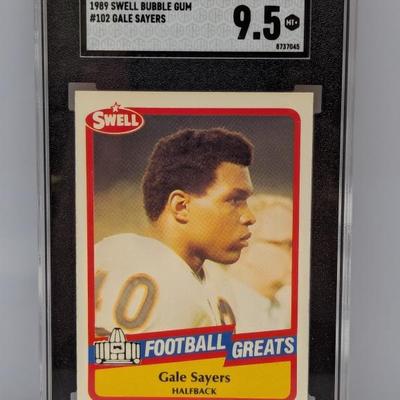 1989 SWELL BUBBLE GUM
#102 GALE SAYERS
9.5 MT+
8737045
SWELL
40
FOOTBALL GREATS
Gale Sayers
HALFBACK